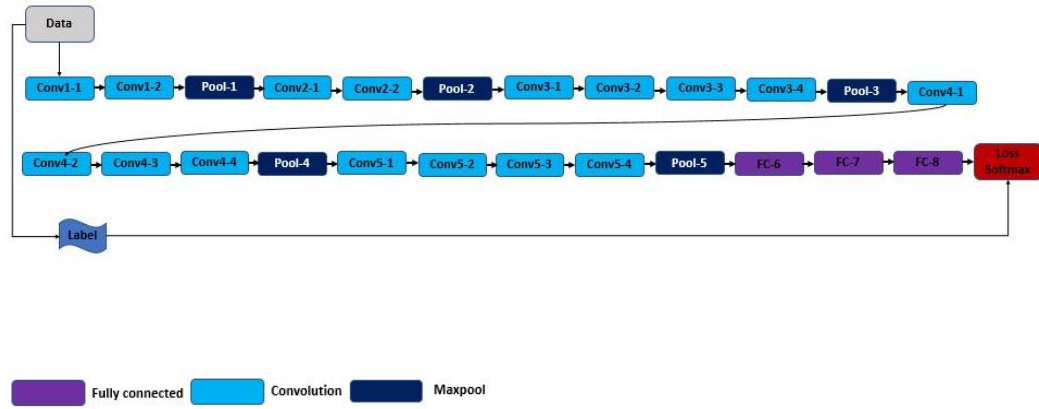 Data
Conv1-1 Conv1-2 Pool-1 Conv2-1 Conv2-2 Pool-2 Conv3-1 Conv3-2 Conv3-3 Conv3-4 Pool-3 Conv4-1
Conv4-2 Conv4-3 Conv4-4 Pool-4 Conv5-1 Conv5-2 Conv5-3 Conv5-4 Pool-5 FC-6 FC-7 FC-8 Loss
Softmax
Label
Fully connected Convolution Maxpool